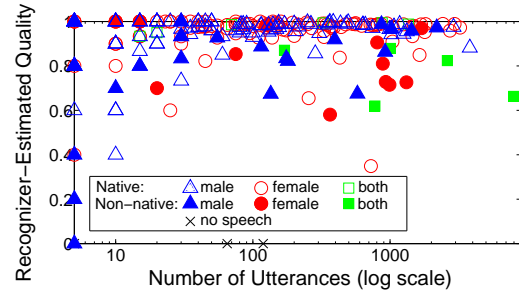 Recognizer−Estimated Quality
1
0.8
0.6
0.4
0.2
0
Native: male female both
Non−native: male female both
no speech
10 100 1000
Number of Utterances (log scale)